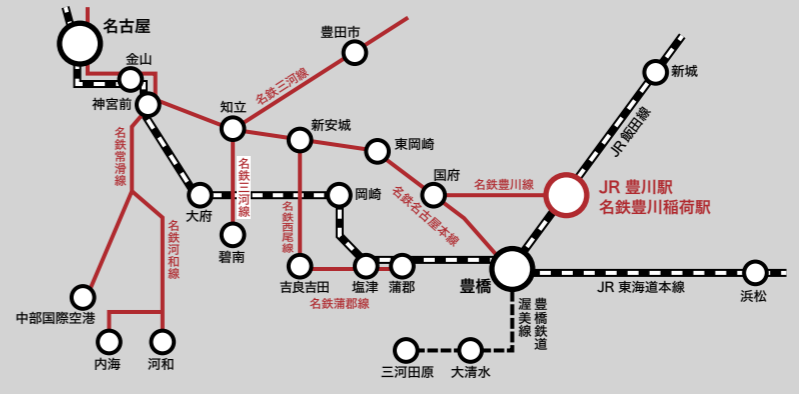 名古屋
金山
神宮前
名鉄常滑線
名鉄河和線
中部国際空港
内海
河和
大府
知立
名鉄三河線
豊田市
名鉄三河線
碧南
新安城
名鉄西尾線
吉良吉田
名鉄蒲郡線
塩津
蒲郡
岡崎
東岡崎
国府
名鉄名古屋本線
名鉄豊川線
JR 豊川駅
名鉄豊川稲荷駅
JR 飯田線
新城
豊橋
JR 東海道本線
浜松
豊橋鉄道
渥美線
三河田原
大清水